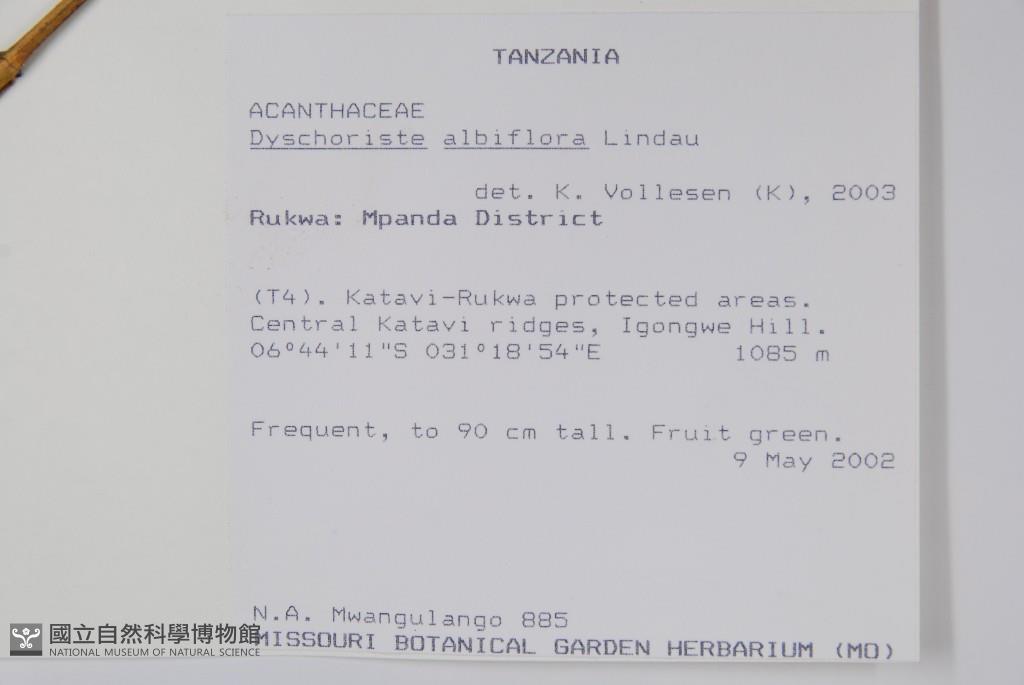 TANZANIA
ACANTHACEAE
Dyschoriste albiflora Lindau
det. K. Vollesen (K), 2003
Rukwa: Mpanda District
(T4). Katavi-Rukwa protected areas.
Central Katavi ridges, Igongwe Hill.
06°44'11"S 031°18'54"E 1085 m
Frequent, to 90 cm tall. Fruit green.
9 May 2002
N.A. Mwangulango 885
MISSOURI BOTANICAL GARDEN HERBARIUM (MO)
國立自然科學博物館
NATIONAL MUSEUM OF NATURAL SCIENCE